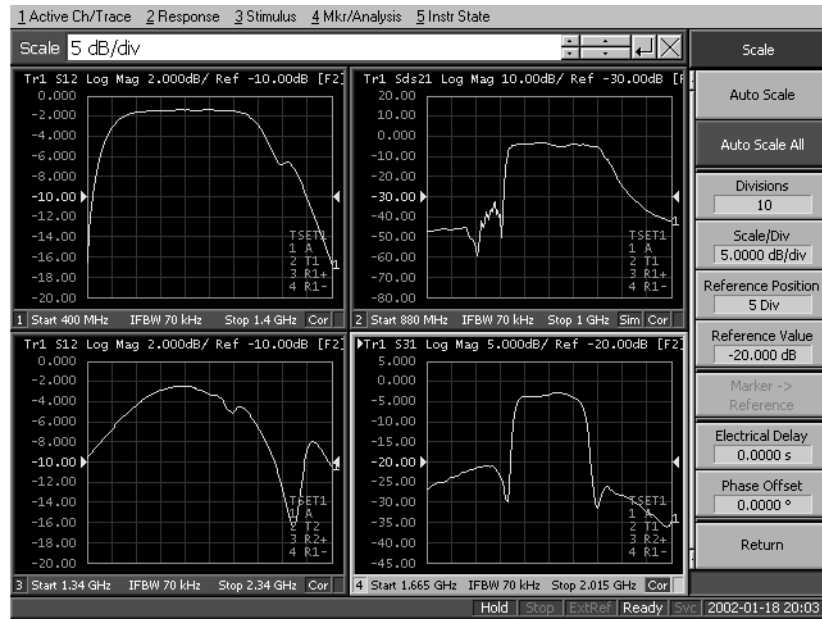 1 Active Ch/Trace 2 Response 3 Stimulus 4 Mkr/Analysis 5 Instr State
Scale 5 dB/div
Tr1 S12 Log Mag 2.000dB/ Ref -10.00dB [F2]
0.000
-2.000
-4.000
-6.000
-8.000
-10.00
-12.00
-14.00
-16.00
-18.00
-20.00
TSET1
1 A
2 T1
3 R1+
4 R1-
1
1 Start 400 MHz IFBW 70 kHz Stop 1.4 GHz Cor
Tr1 Sds21 Log Mag 10.00dB/ Ref -30.00dB [F
20.00
10.00
0.000
-10.00
-20.00
-30.00
-40.00
-50.00
-60.00
-70.00
-80.00
TSET1
1 A
2 T1
3 R1+
4 R1-
1
2 Start 880 MHz IFBW 70 kHz Stop 1 GHz Sim Cor
Tr1 S12 Log Mag 2.000dB/ Ref -10.00dB [F2]
0.000
-2.000
-4.000
-6.000
-8.000
-10.00
-12.00
-14.00
-16.00
-18.00
-20.00
TSET1
1 A
2 T2
3 R2+
4 R1-
1
3 Start 1.34 GHz IFBW 70 kHz Stop 2.34 GHz Cor
Tr1 S31 Log Mag 5.000dB/ Ref -20.00dB [F2]
5.000
0.000
-5.000
-10.00
-15.00
-20.00
-25.00
-30.00
-35.00
-40.00
-45.00
TSET1
1 A
2 T1
3 R2+
4 R1-
1
4 Start 1.665 GHz IFBW 70 kHz Stop 2.015 GHz Cor
Scale
Auto Scale
Auto Scale All
Divisions
10
Scale/Div
5.0000 dB/div
Reference Position
5 Div
Reference Value
-20.000 dB
Marker ->
Reference
Electrical Delay
0.0000 s
Phase Offset
0.0000 °
Return
Hold Stop ExtRef Ready Svc 2002-01-18 20:03